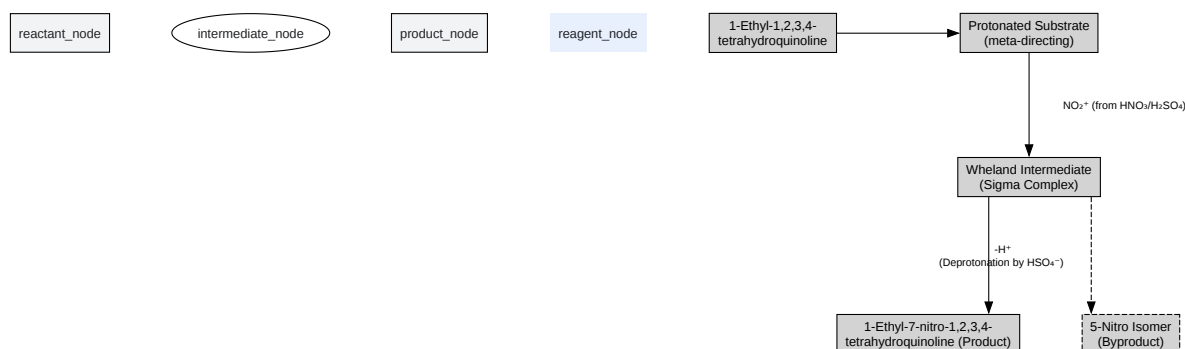 reactant_node
intermediate_node
product_node
reagent_node
1-Ethyl-1,2,3,4-
tetrahydroquinoline
Protonated Substrate
(meta-directing)
NO₂⁺ (from HNO₃/H₂SO₄)
Wheland Intermediate
(Sigma Complex)
-H⁺
(Deprotonation by HSO₄⁻)
1-Ethyl-7-nitro-1,2,3,4-
tetrahydroquinoline (Product)
5-Nitro Isomer
(Byproduct)